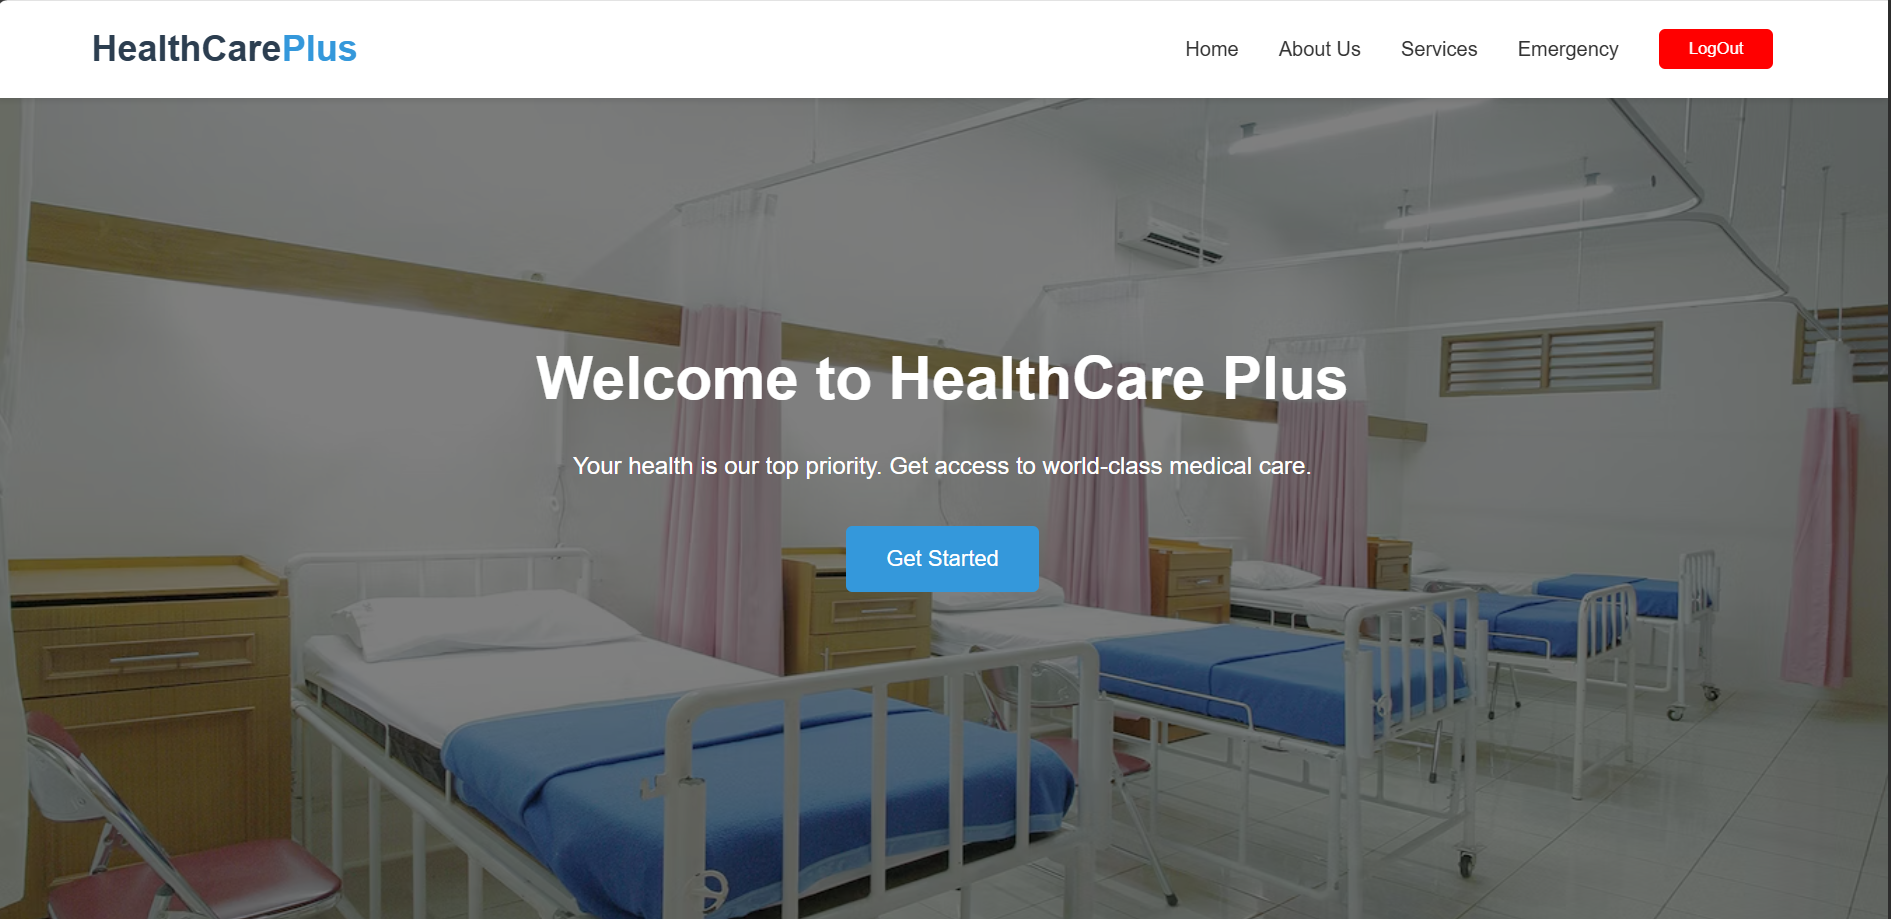 HealthCarePlus
Home About Us Services Emergency LogOut
Welcome to HealthCare Plus
Your health is our top priority. Get access to world-class medical care.
Get Started